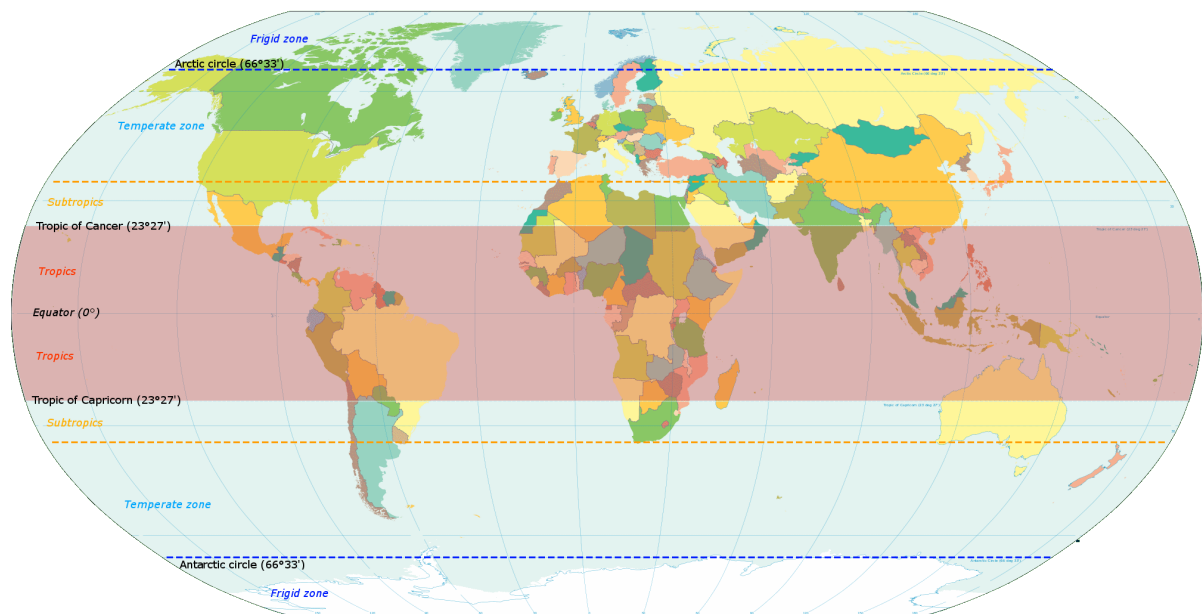 Frigid zone
Arctic circle (66°33')
Temperate zone
Subtropics
Tropic of Cancer (23°27')
Tropics
Equator (0°)
Equator
Tropics
Tropic of Capricorn (23°27')
Subtropics
Temperate zone
Antarctic circle (66°33')
Frigid zone